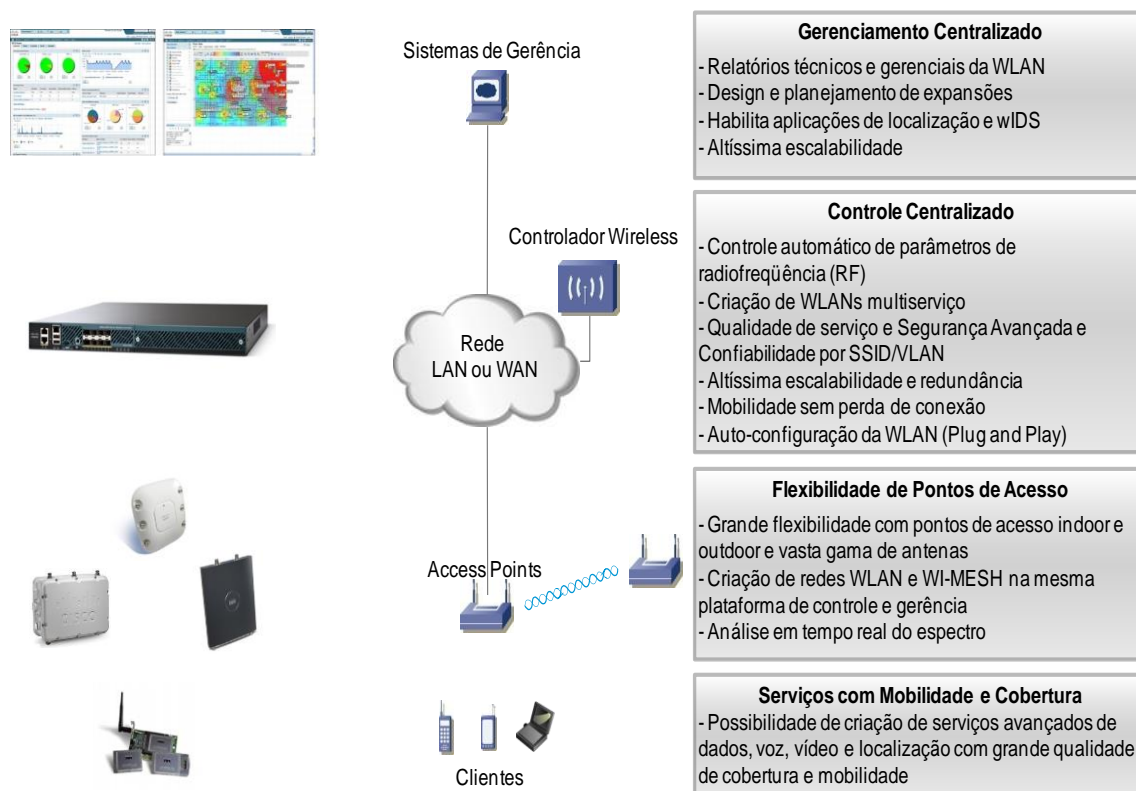 Sistemas de Gerência
Gerenciamento Centralizado
- Relatórios técnicos e gerenciais da WLAN
- Design e planejamento de expansões
- Habilita aplicações de localização e wIDS
- Altíssima escalabilidade
Controlador Wireless
Rede
LAN ou WAN
Controle Centralizado
- Controle automático de parâmetros de
radiofreqüência (RF)
- Criação de WLANs multiserviço
- Qualidade de serviço e Segurança Avançada e
Confiabilidade por SSID/VLAN
- Altíssima escalabilidade e redundância
- Mobilidade sem perda de conexão
- Auto-configuração da WLAN (Plug and Play)
CISCO
Access Points
Flexibilidade de Pontos de Acesso
- Grande flexibilidade com pontos de acesso indoor e
outdoor e vasta gama de antenas
- Criação de redes WLAN e WI-MESH na mesma
plataforma de controle e gerência
- Análise em tempo real do espectro
Clientes
Serviços com Mobilidade e Cobertura
- Possibilidade de criação de serviços avançados de
dados, voz, vídeo e localização com grande qualidade
de cobertura e mobilidade